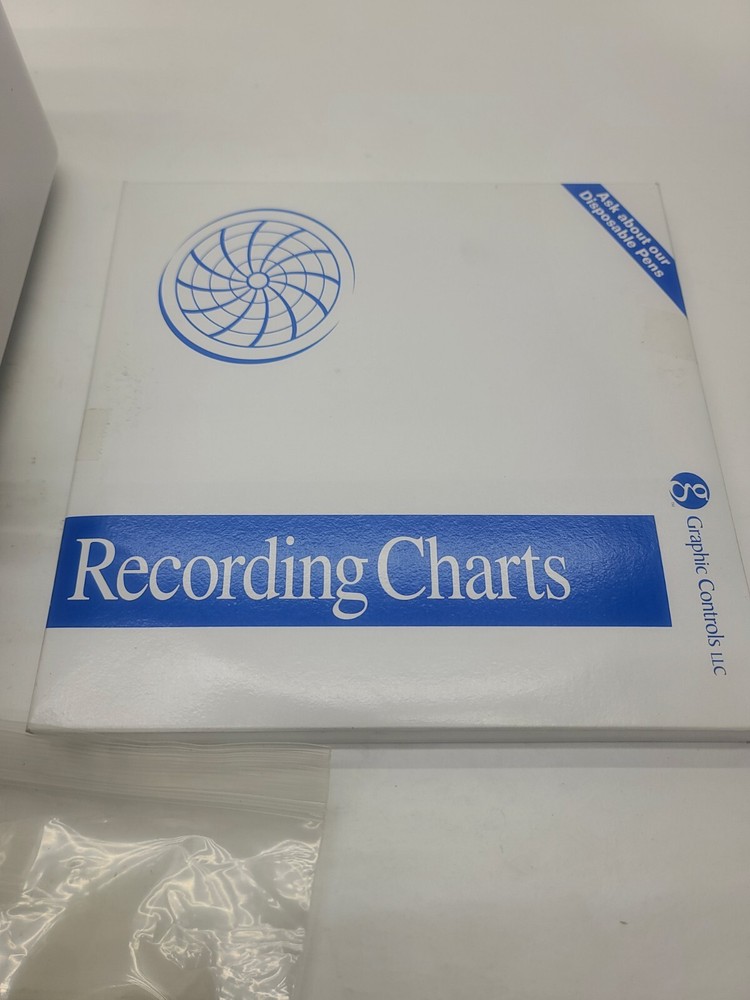 Ask about our
Disposable Pens
g
Graphic Controls LLC
Recording Charts